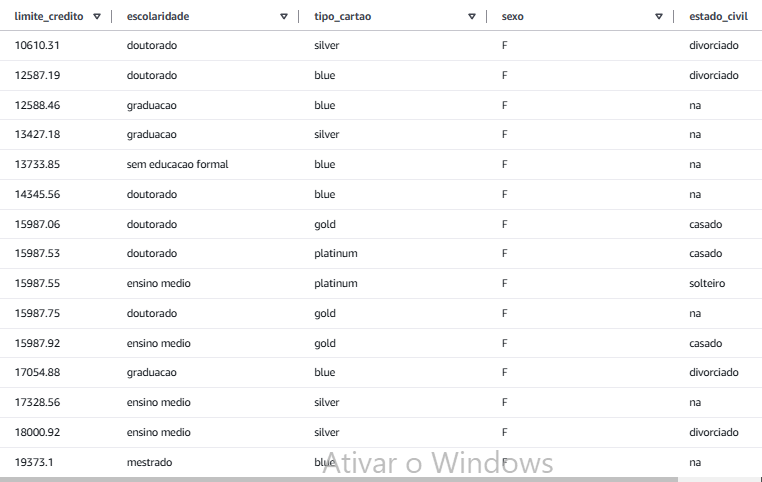 limite_credito escolaridade tipo_cartao sexo estado_civil
10610.31 doutorado silver F divorciado
12587.19 doutorado blue F divorciado
12588.46 graduacao blue F na
13427.18 graduacao silver F na
13733.85 sem educacao formal blue F na
14345.56 doutorado blue F na
15987.06 doutorado gold F casado
15987.53 doutorado platinum F casado
15987.55 ensino medio platinum F solteiro
15987.75 doutorado gold F na
15987.92 ensino medio gold F casado
17054.88 graduacao blue F divorciado
17328.56 ensino medio silver F na
18000.92 ensino medio silver F divorciado
19373.1 mestrado blue F na
Ativar o Windows